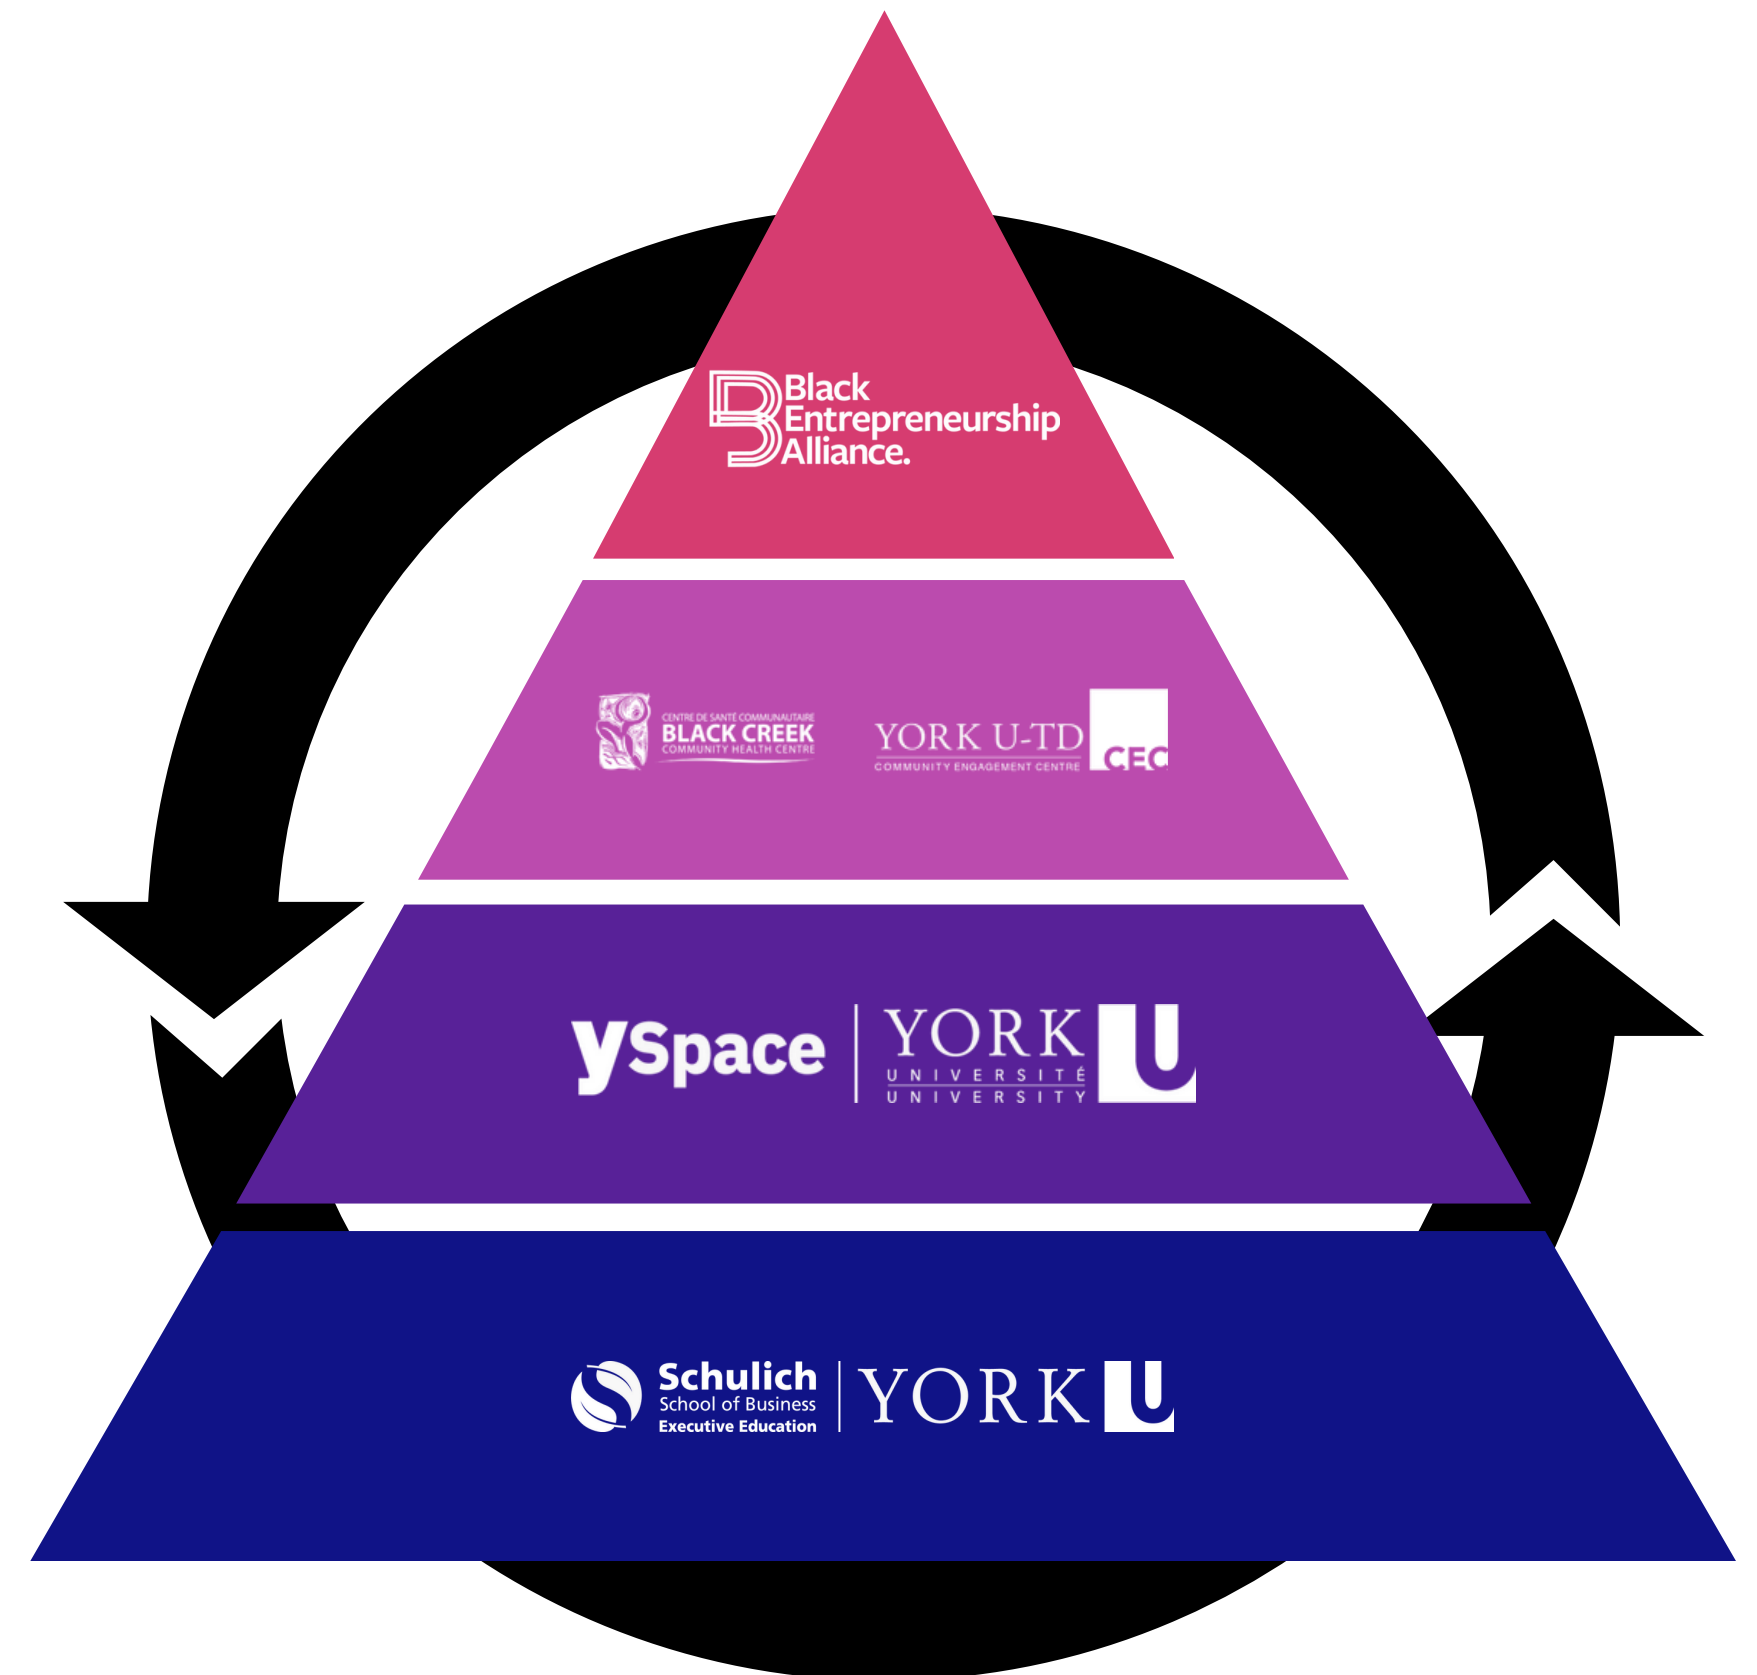 Black
Entrepreneurship
Alliance.
CENTRE DE SANTÉ COMMUNAUTAIRE
BLACK CREEK
COMMUNITY HEALTH CENTRE
YORK U-TD
COMMUNITY ENGAGEMENT CENTRE
CEC
ySpace
YORK U
UNIVERSITÉ
UNIVERSITY
Schulich
School of Business
Executive Education
YORK U